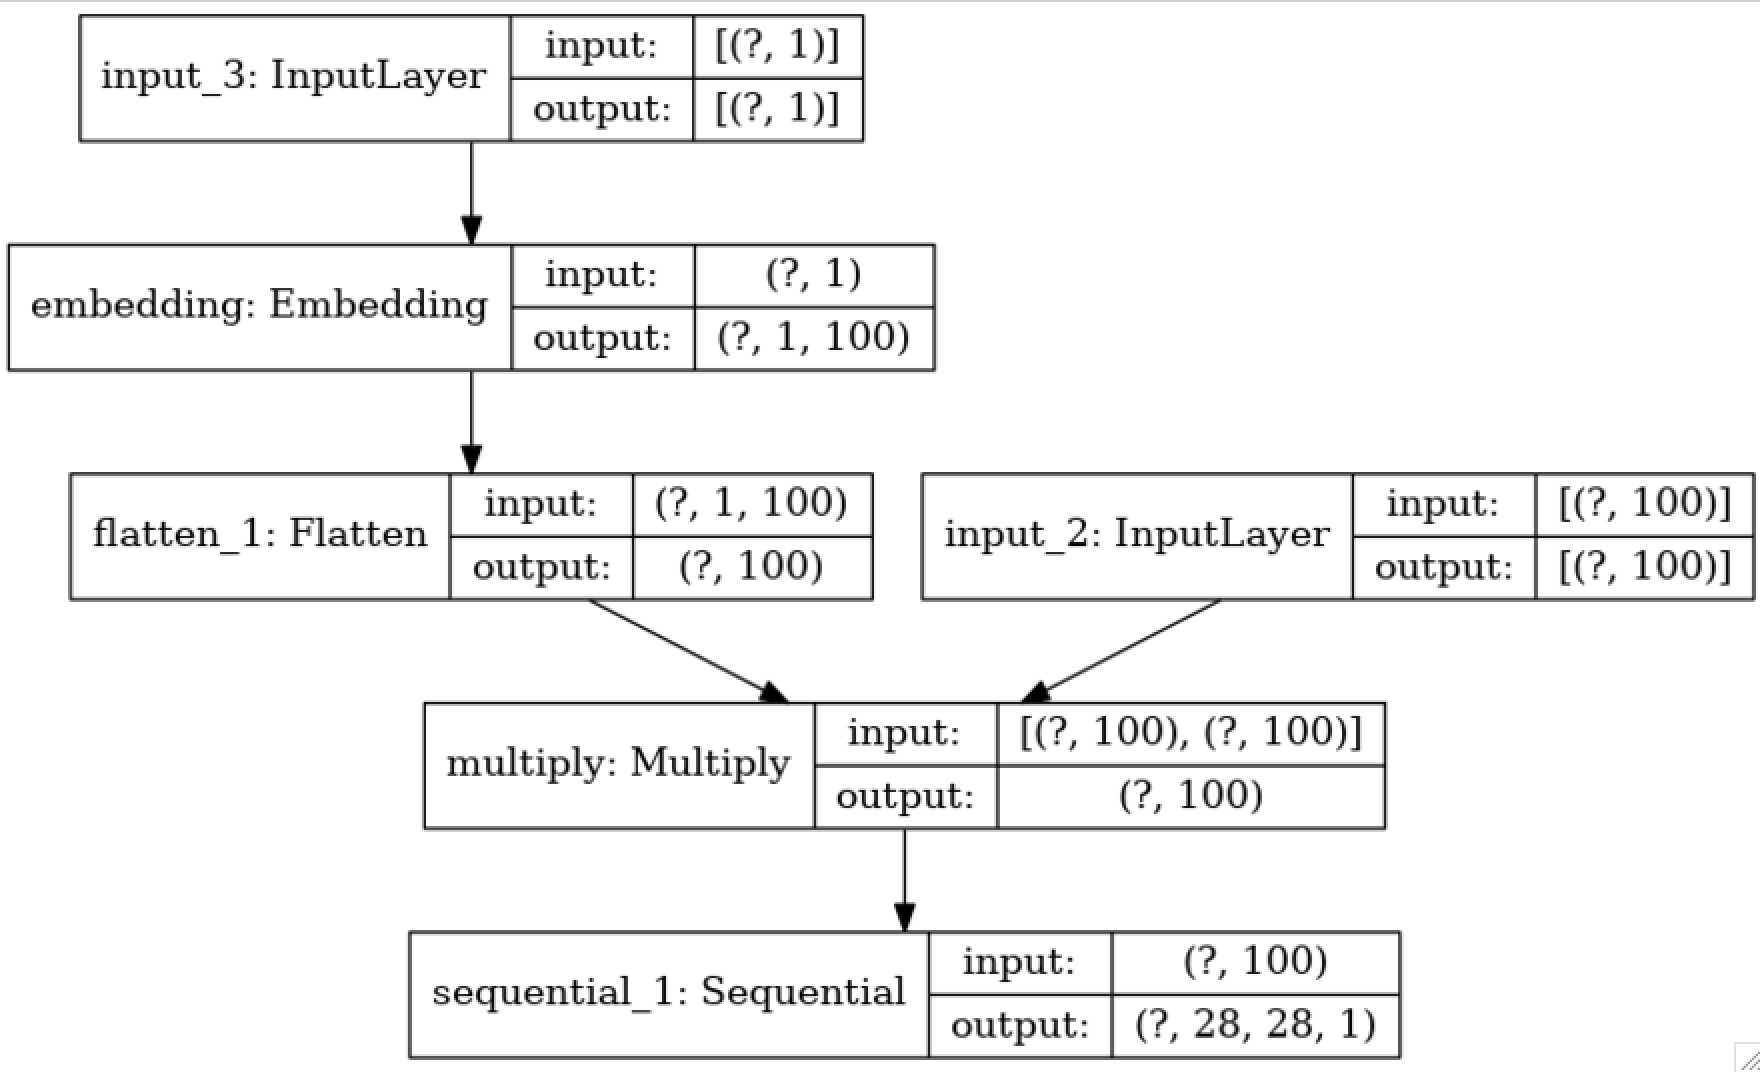 input_3: InputLayer
input: [(?, 1)]
output: [(?, 1)]
embedding: Embedding
input: (?, 1)
output: (?, 1, 100)
flatten_1: Flatten
input: (?, 1, 100)
output: (?, 100)
input_2: InputLayer
input: [(?, 100)]
output: [(?, 100)]
multiply: Multiply
input: [(?, 100), (?, 100)]
output: (?, 100)
sequential_1: Sequential
input: (?, 100)
output: (?, 28, 28, 1)